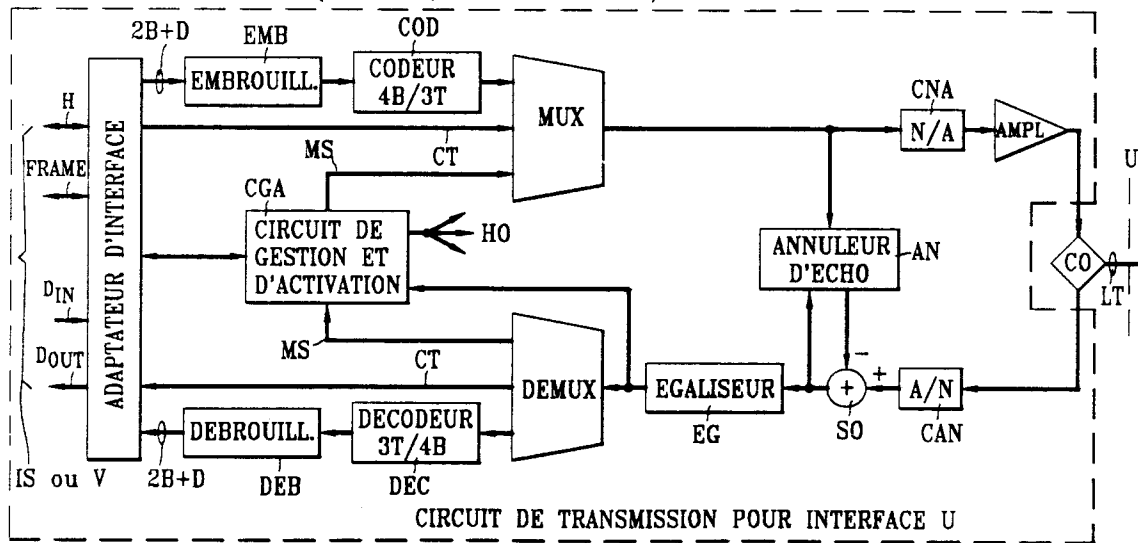 2B+D
EMB
COD
EMBROUILL.
CODEUR
4B/3T
MUX
CNA
N/A
AMPL
U
H
CT
MS
FRAME
CGA
CIRCUIT DE
GESTION ET
D'ACTIVATION
HO
ANNULEUR
D'ECHO
AN
CO
LT
ADAPTATEUR D'INTERFACE
DIN
DOUT
MS
CT
DEMUX
EGALISEUR
EG
-
+
+
SO
A/N
CAN
DEBROUILL.
DECODEUR
3T/4B
IS ou V
2B+D
DEB
DEC
CIRCUIT DE TRANSMISSION POUR INTERFACE U